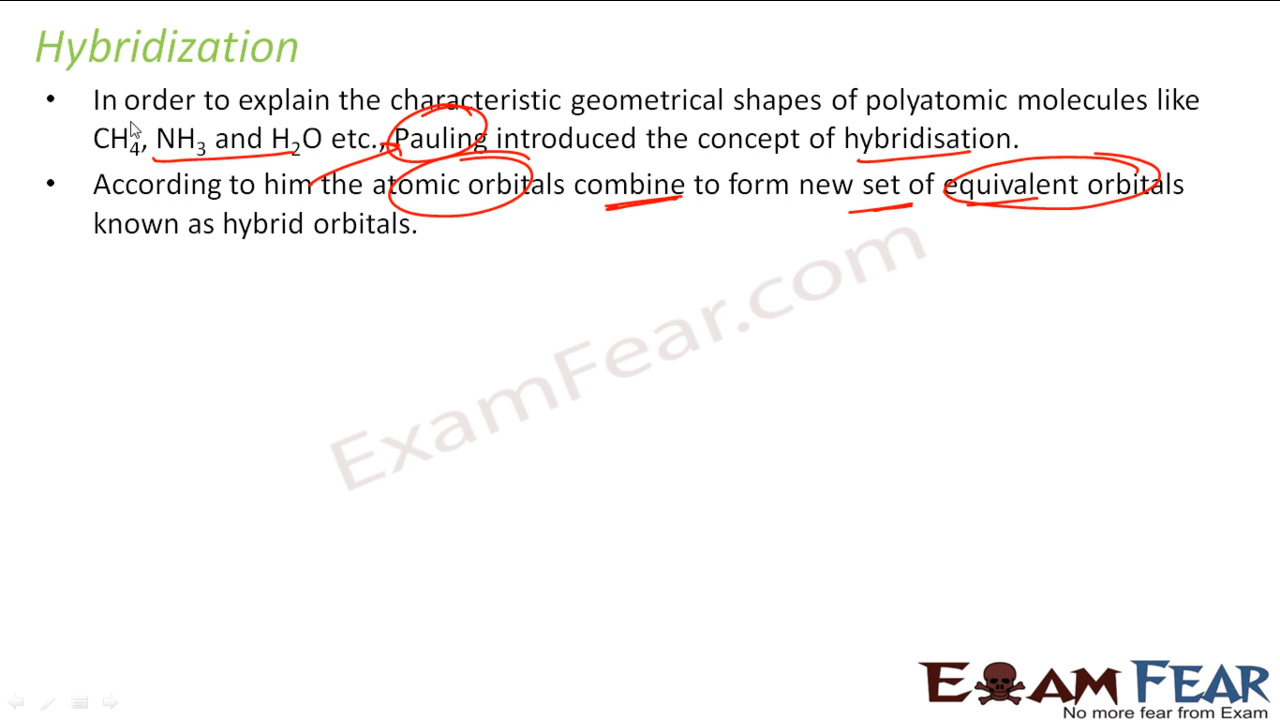 Hybridization
• In order to explain the characteristic geometrical shapes of polyatomic molecules like
CH₄, NH₃ and H₂O etc., Pauling introduced the concept of hybridisation.
• According to him the atomic orbitals combine to form new set of equivalent orbitals
known as hybrid orbitals.
ExamFear.com
EXAM FEAR
No more fear from Exam